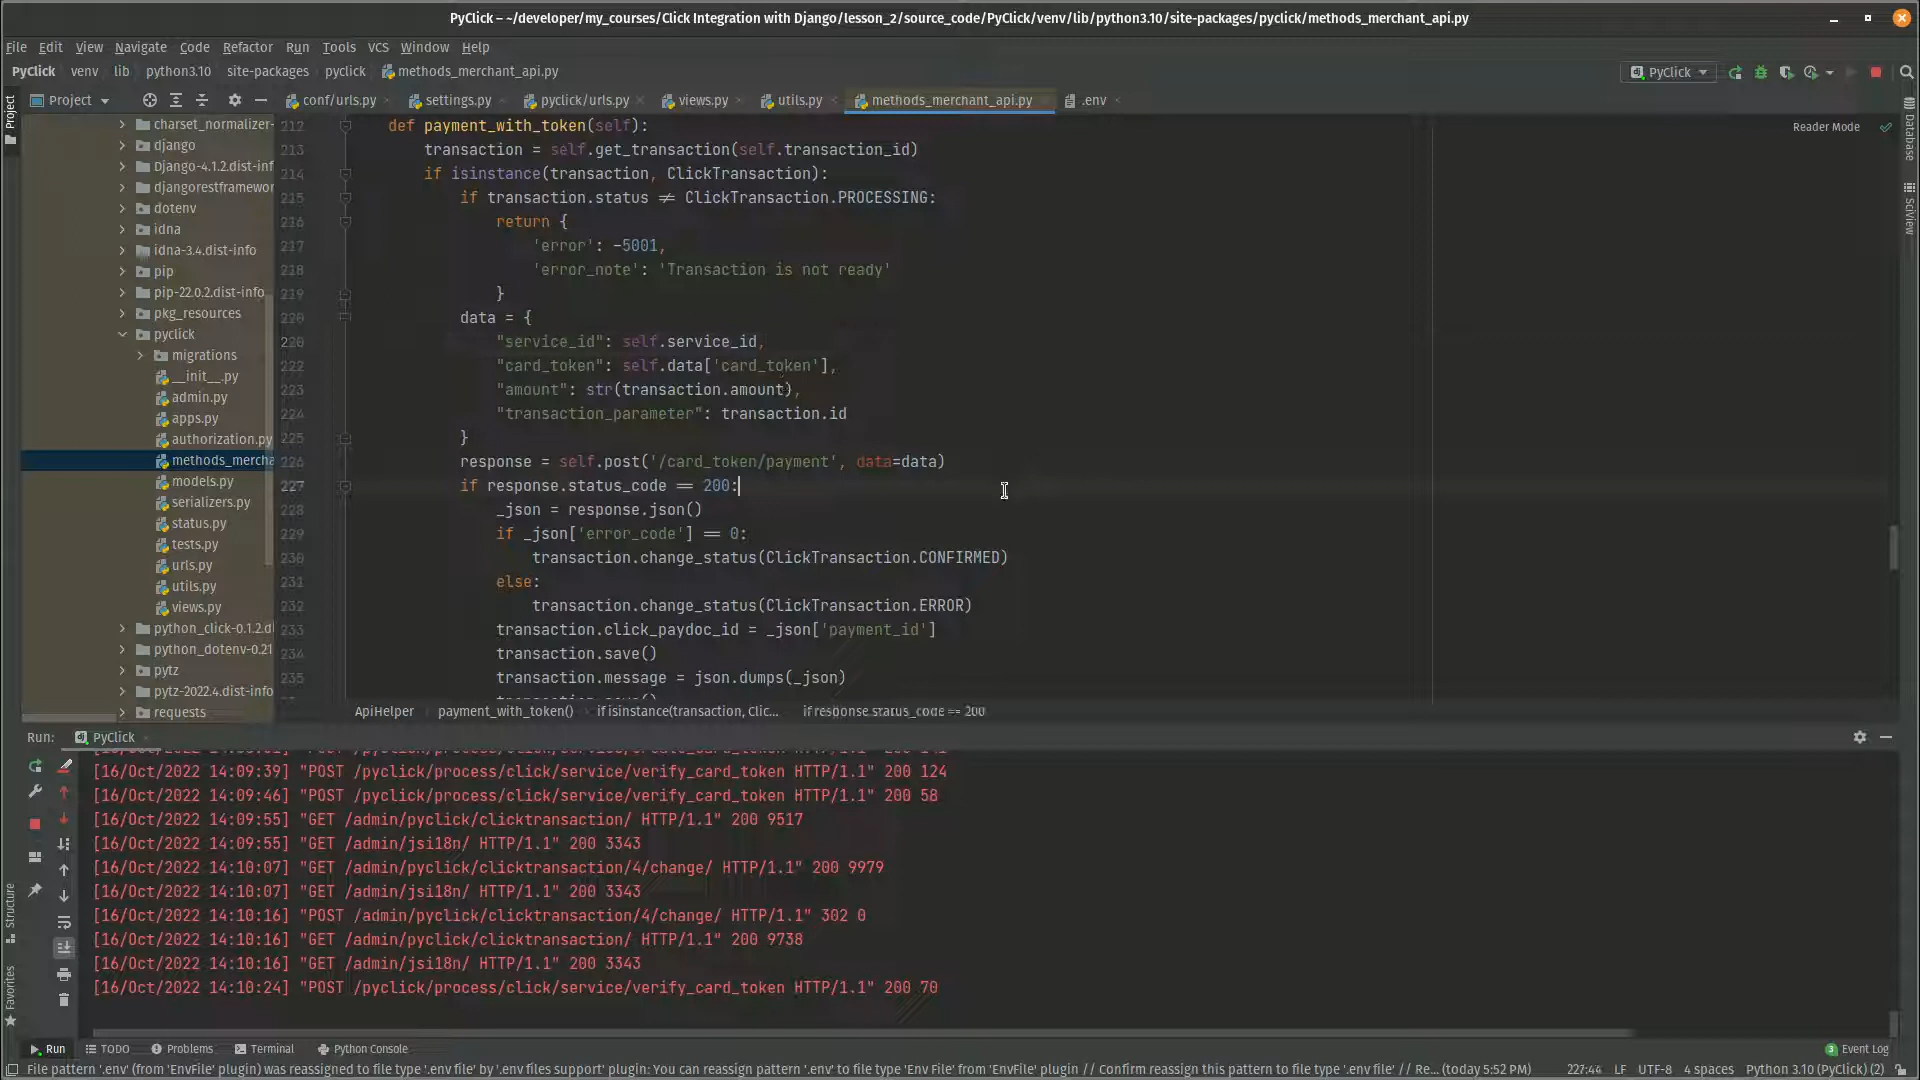 PyClick – ~/developer/my_courses/Click Integration with Django/lesson_2/source_code/PyClick/venv/lib/python3.10/site-packages/pyclick/methods_merchant_api.py
File Edit View Navigate Code Refactor Run Tools VCS Window Help
PyClick venv lib python3.10 site-packages pyclick methods_merchant_api.py PyClick
Project conf/urls.py settings.py pyclick/urls.py views.py utils.py methods_merchant_api.py .env
Reader Mode
Project
Structure
Favorites
Database
SciView
charset_normalizer-
django
Django-4.1.2.dist-inf
djangorestframewor
dotenv
idna
idna-3.4.dist-info
pip
pip-22.0.2.dist-info
pkg_resources
pyclick
migrations
__init__.py
admin.py
apps.py
authorization.py
methods_mercha
models.py
serializers.py
status.py
tests.py
urls.py
utils.py
views.py
python_click-0.1.2.di
python_dotenv-0.21
pytz
pytz-2022.4.dist-info
requests
212 def payment_with_token(self):
213 transaction = self.get_transaction(self.transaction_id)
214 if isinstance(transaction, ClickTransaction):
215 if transaction.status ≠ ClickTransaction.PROCESSING:
216 return {
217 'error': -5001,
218 'error_note': 'Transaction is not ready'
219 }
220 data = {
"service_id": self.service_id,
222 "card_token": self.data['card_token'],
223 "amount": str(transaction.amount),
224 "transaction_parameter": transaction.id
225 }
226 response = self.post('/card_token/payment', data=data)
227 if response.status_code == 200:
228 _json = response.json()
229 if _json['error_code'] == 0:
230 transaction.change_status(ClickTransaction.CONFIRMED)
231 else:
232 transaction.change_status(ClickTransaction.ERROR)
233 transaction.click_paydoc_id = _json['payment_id']
234 transaction.save()
235 transaction.message = json.dumps(_json)
ApiHelper payment_with_token() if isinstance(transaction, Clic... if response.status_code == 200
Run: PyClick
[16/Oct/2022 14:09:39] "POST /pyclick/process/click/service/verify_card_token HTTP/1.1" 200 124
[16/Oct/2022 14:09:46] "POST /pyclick/process/click/service/verify_card_token HTTP/1.1" 200 58
[16/Oct/2022 14:09:55] "GET /admin/pyclick/clicktransaction/ HTTP/1.1" 200 9517
[16/Oct/2022 14:09:55] "GET /admin/jsi18n/ HTTP/1.1" 200 3343
[16/Oct/2022 14:10:07] "GET /admin/pyclick/clicktransaction/4/change/ HTTP/1.1" 200 9979
[16/Oct/2022 14:10:07] "GET /admin/jsi18n/ HTTP/1.1" 200 3343
[16/Oct/2022 14:10:16] "POST /admin/pyclick/clicktransaction/4/change/ HTTP/1.1" 302 0
[16/Oct/2022 14:10:16] "GET /admin/pyclick/clicktransaction/ HTTP/1.1" 200 9738
[16/Oct/2022 14:10:16] "GET /admin/jsi18n/ HTTP/1.1" 200 3343
[16/Oct/2022 14:10:24] "POST /pyclick/process/click/service/verify_card_token HTTP/1.1" 200 70
Run TODO Problems Terminal Python Console 3 Event Log
File pattern '.env' (from 'EnvFile' plugin) was reassigned to file type '.env file' by '.env files support' plugin: You can reassign pattern '.env' to file type 'Env File' from 'EnvFile' plugin // Confirm reassign this pattern to file type '.env file' // Re... (today 5:52 PM) 227:44 LF UTF-8 4 spaces Python 3.10 (PyClick) (2)